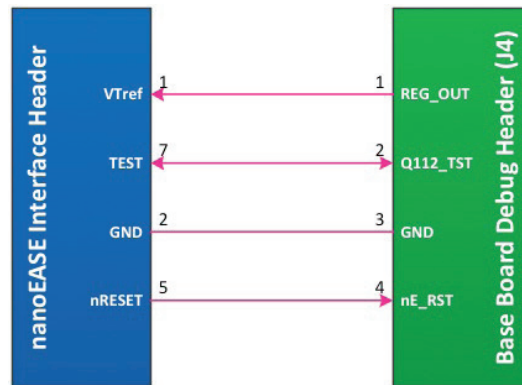 nanoEASE Interface Header
VTref 1 1 REG_OUT
TEST 7 2 Q112_TST
GND 2 3 GND
nRESET 5 4 nE_RST
Base Board Debug Header (J4)